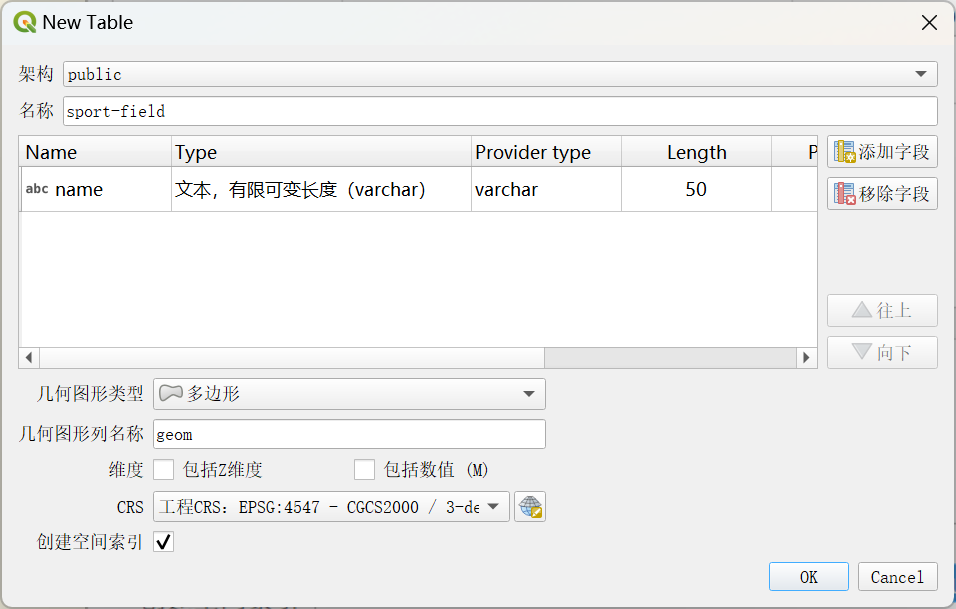 New Table
架构 public
名称 sport-field
Name Type Provider type Length P
abc name 文本，有限可变长度（varchar） varchar 50
添加字段
移除字段
往上
向下
几何图形类型 多边形
几何图形列名称 geom
维度 包括Z维度 包括数值 (M)
CRS 工程CRS: EPSG:4547 - CGCS2000 / 3-de
创建空间索引
OK Cancel